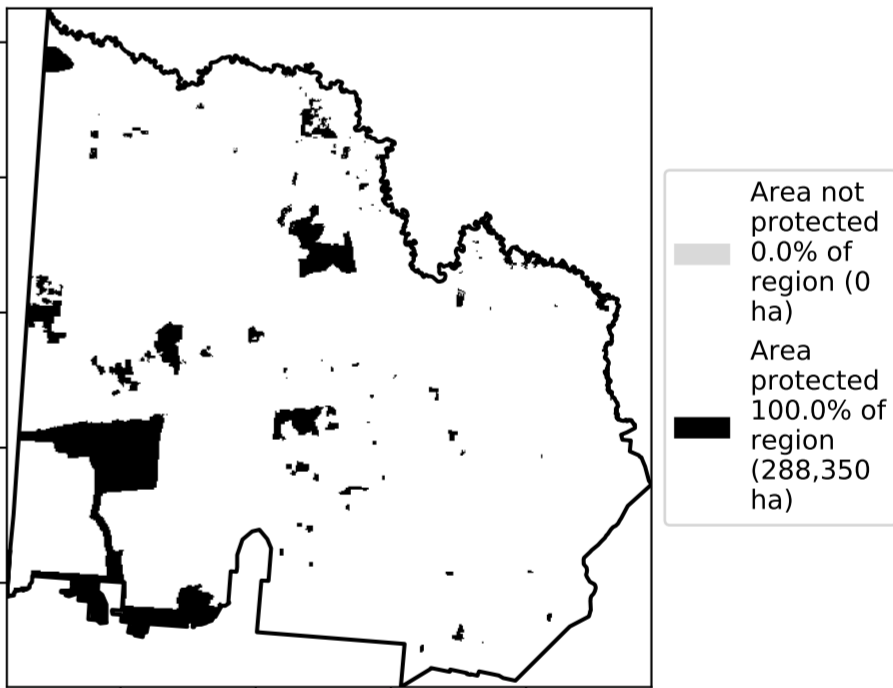 Area not
protected
0.0% of
region (0
ha)
Area
protected
100.0% of
region
(288,350
ha)